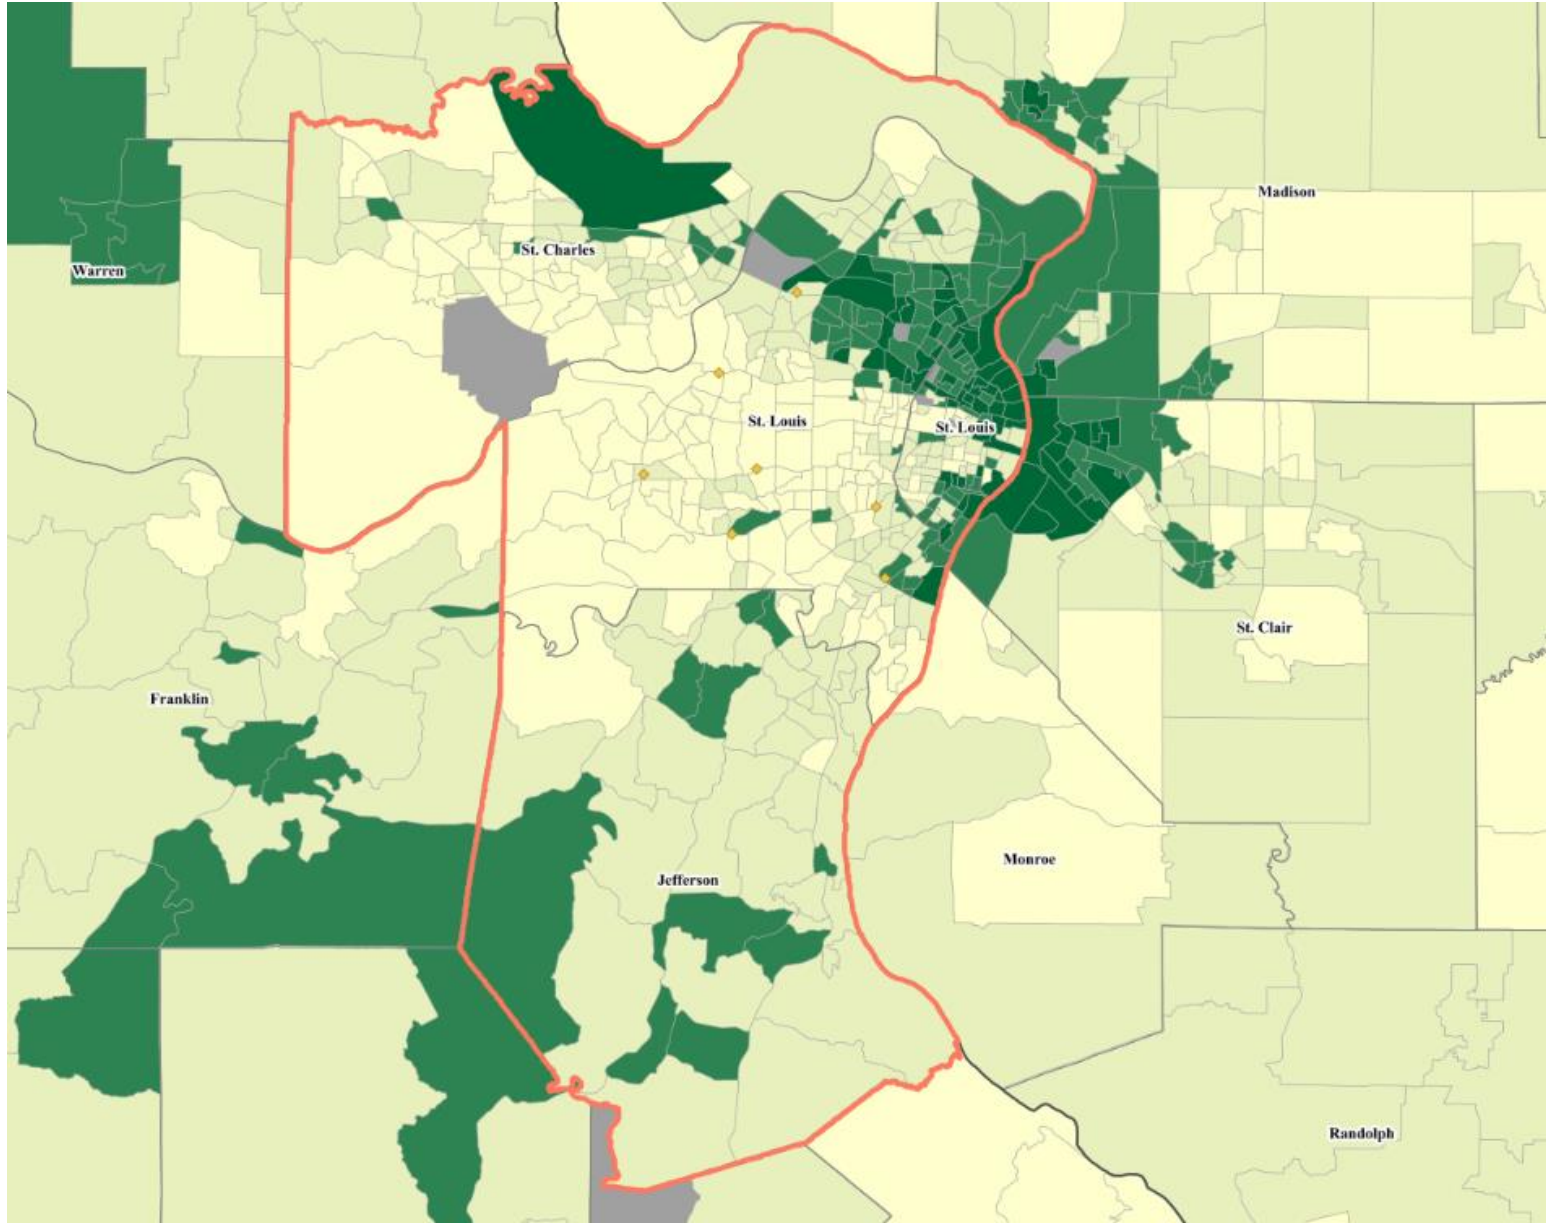 Madison
St. Charles
Warren
St. Louis
St. Louis
St. Clair
Franklin
Monroe
Jefferson
Randolph